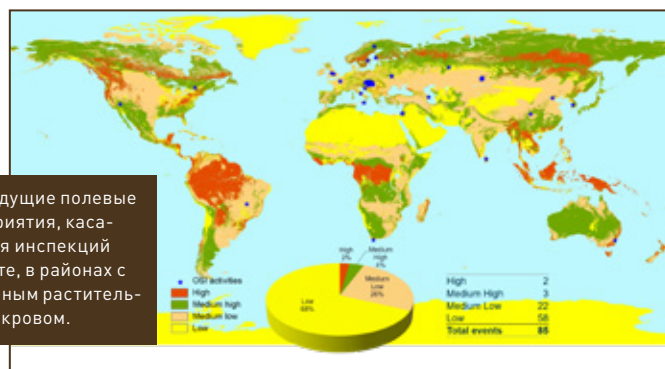 дущие полевые
риятия, каса-
я инспекций
те, в районах с
ным раститель-
кровом.
OSI activities
High
Medium high
Medium low
Low
High
2%
Medium
High
4%
Medium
Low
26%
Low
68%
High 2
Medium High 3
Medium Low 22
Low 58
Total events 85